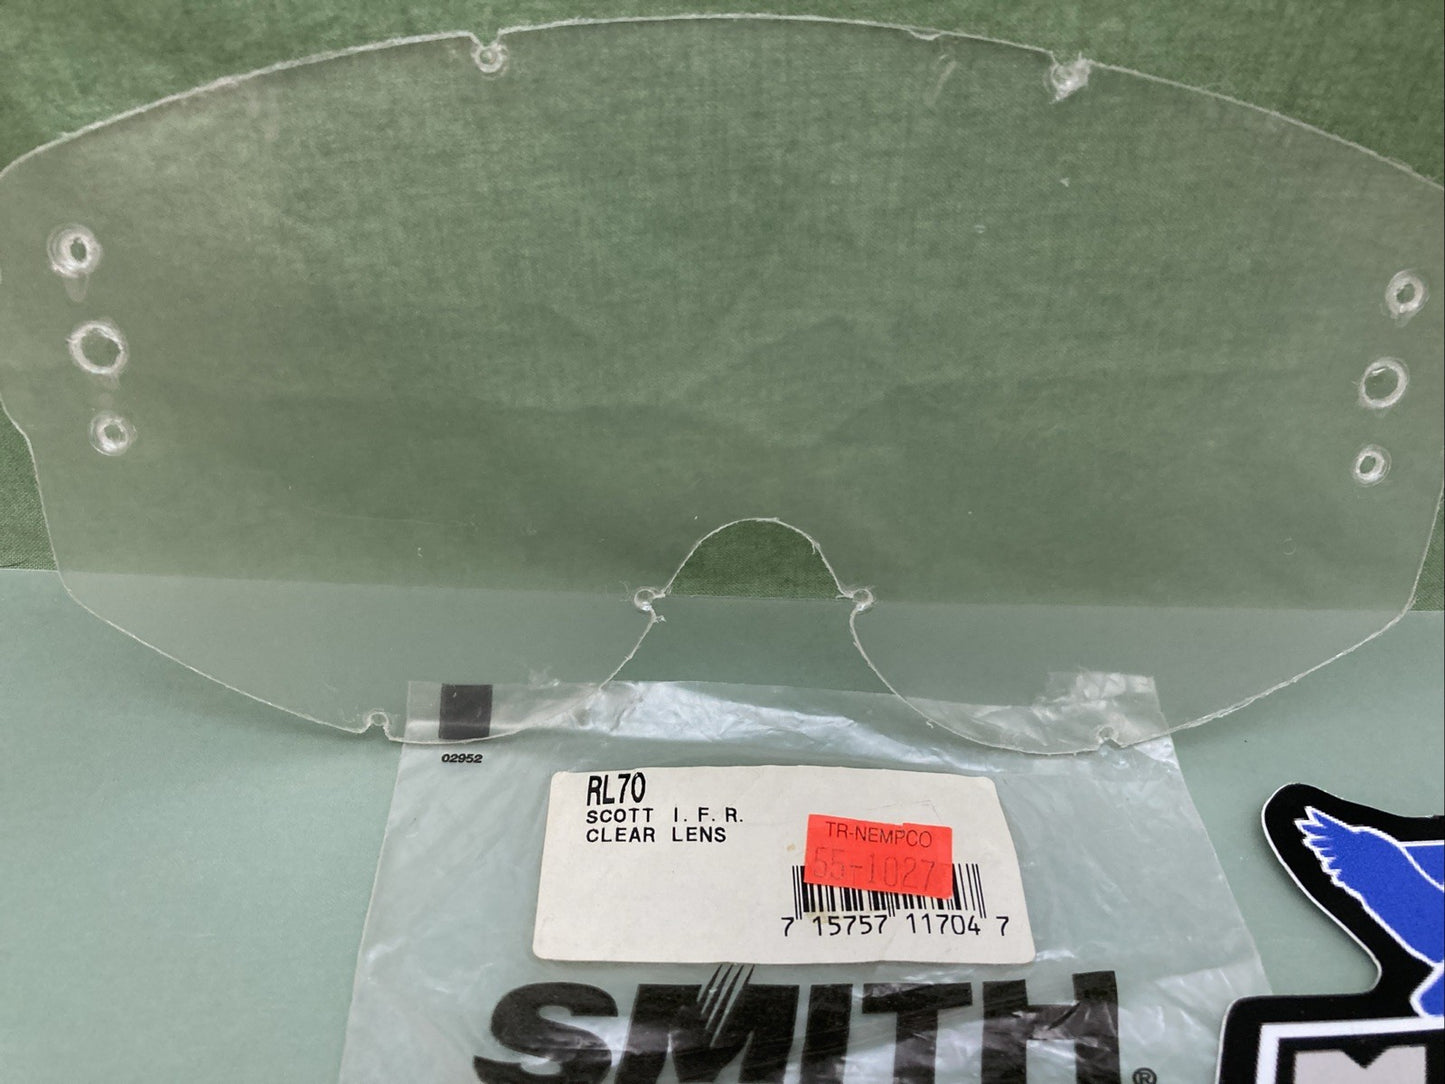 02952
RL70
SCOTT I. F. R.
CLEAR LENS
TR-NEMPCO
55-1027
7 15757 11704 7
SMITH®
M